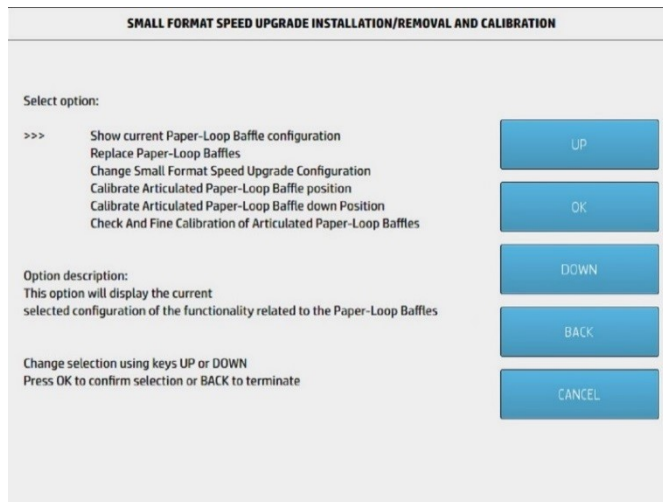 SMALL FORMAT SPEED UPGRADE INSTALLATION/REMOVAL AND CALIBRATION
Select option:
>>> Show current Paper-Loop Baffle configuration
Replace Paper-Loop Baffles
Change Small Format Speed Upgrade Configuration
Calibrate Articulated Paper-Loop Baffle position
Calibrate Articulated Paper-Loop Baffle down Position
Check And Fine Calibration of Articulated Paper-Loop Baffles
Option description:
This option will display the current
selected configuration of the functionality related to the Paper-Loop Baffles
Change selection using keys UP or DOWN
Press OK to confirm selection or BACK to terminate
UP
OK
DOWN
BACK
CANCEL